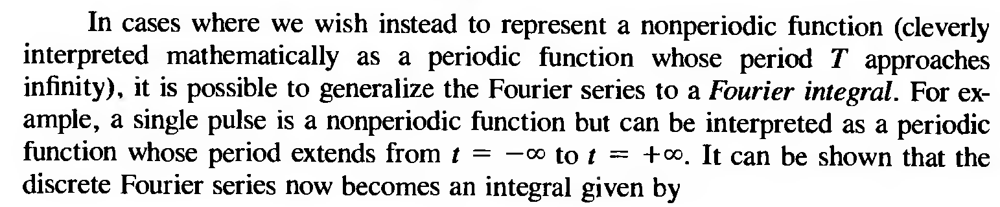 In cases where we wish instead to represent a nonperiodic function (cleverly
interpreted mathematically as a periodic function whose period T approaches
infinity), it is possible to generalize the Fourier series to a Fourier integral. For ex-
ample, a single pulse is a nonperiodic function but can be interpreted as a periodic
function whose period extends from t = −∞ to t = +∞. It can be shown that the
discrete Fourier series now becomes an integral given by